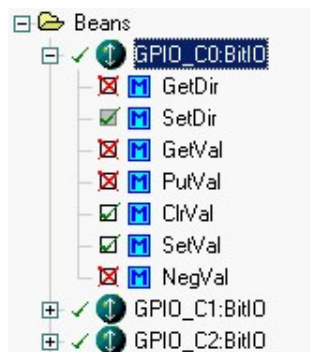 Beans
GPIO_C0:BitIO
GetDir
SetDir
GetVal
PutVal
ClrVal
SetVal
NegVal
GPIO_C1:BitIO
GPIO_C2:BitIO